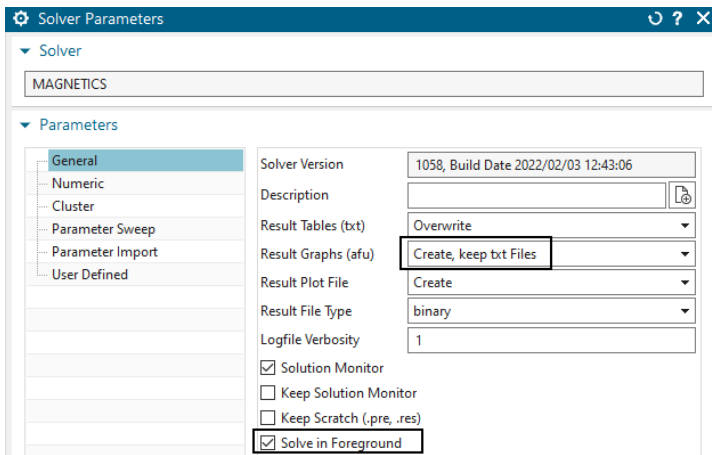 Solver Parameters
Solver
MAGNETICS
Parameters
General
Numeric
Cluster
Parameter Sweep
Parameter Import
User Defined
Solver Version 1058, Build Date 2022/02/03 12:43:06
Description
Result Tables (txt) Overwrite
Result Graphs (afu) Create, keep txt Files
Result Plot File Create
Result File Type binary
Logfile Verbosity 1
Solution Monitor
Keep Solution Monitor
Keep Scratch (.pre, .res)
Solve in Foreground